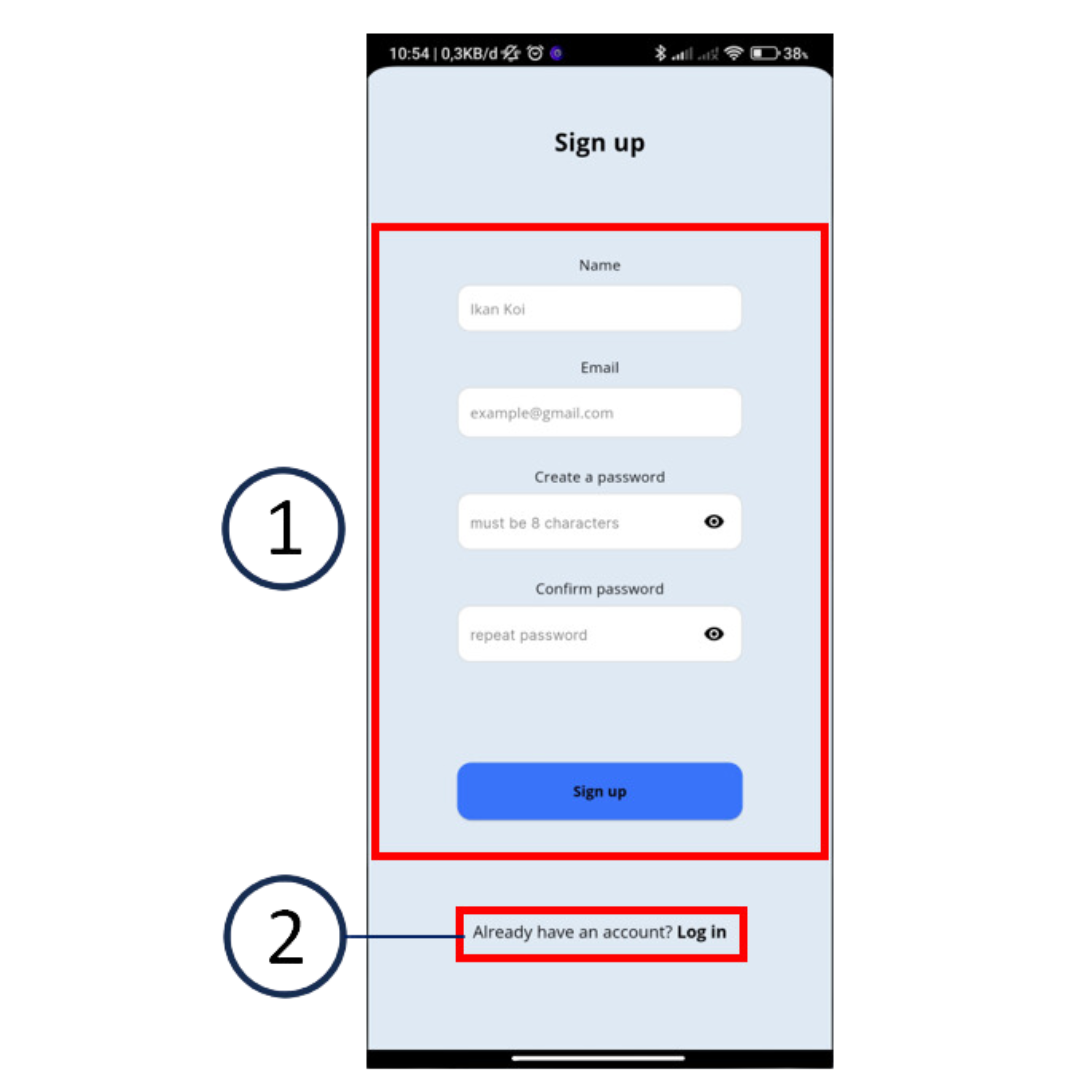 10:54 | 0,3KB/d 38%
Sign up
Name
Ikan Koi
Email
example@gmail.com
Create a password
must be 8 characters
1
Confirm password
repeat password
Sign up
2
Already have an account? Log in